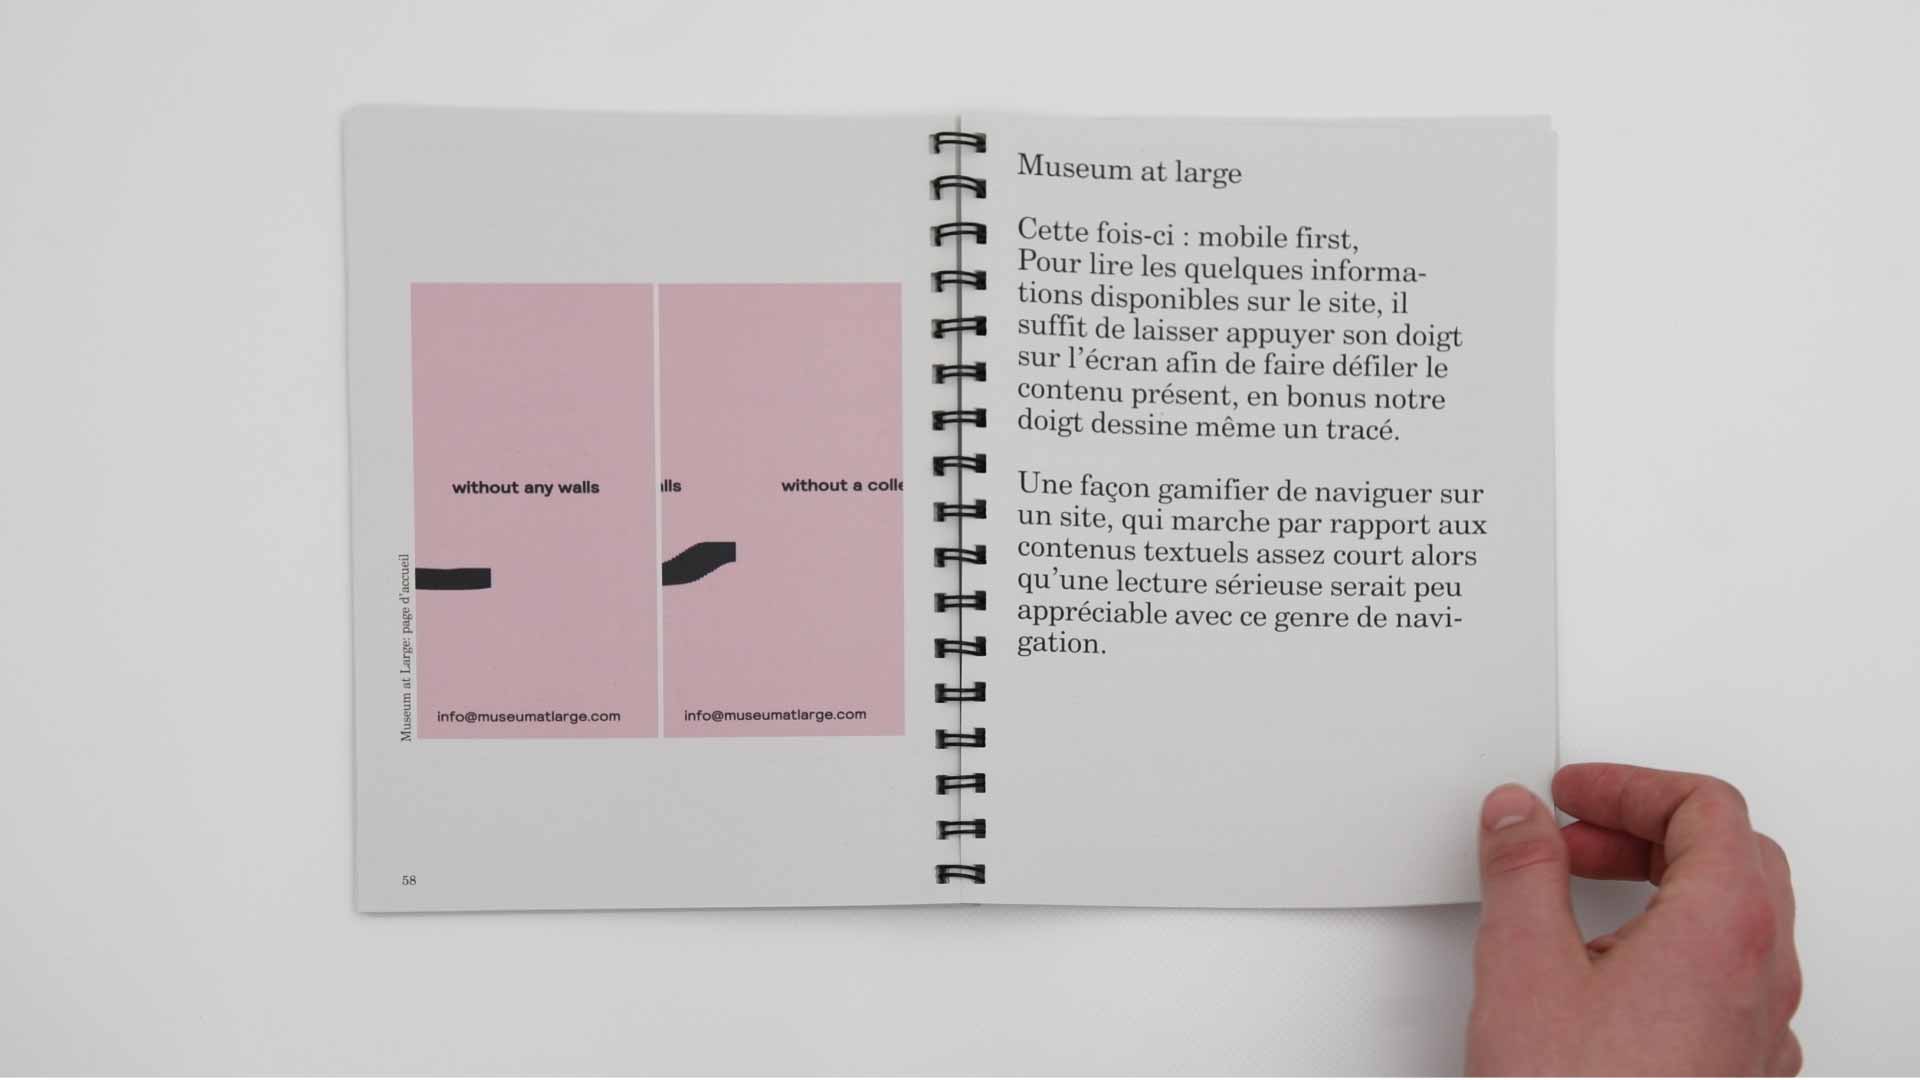 without any walls
info@museumatlarge.com
lls
without a colle
info@museumatlarge.com
Museum at Large: page d'accueil
58
Museum at large
Cette fois-ci : mobile first,
Pour lire les quelques informa-
tions disponibles sur le site, il
suffit de laisser appuyer son doigt
sur l’écran afin de faire défiler le
contenu présent, en bonus notre
doigt dessine même un tracé.
Une façon gamifier de naviguer sur
un site, qui marche par rapport aux
contenus textuels assez court alors
qu’une lecture sérieuse serait peu
appréciable avec ce genre de navi-
gation.